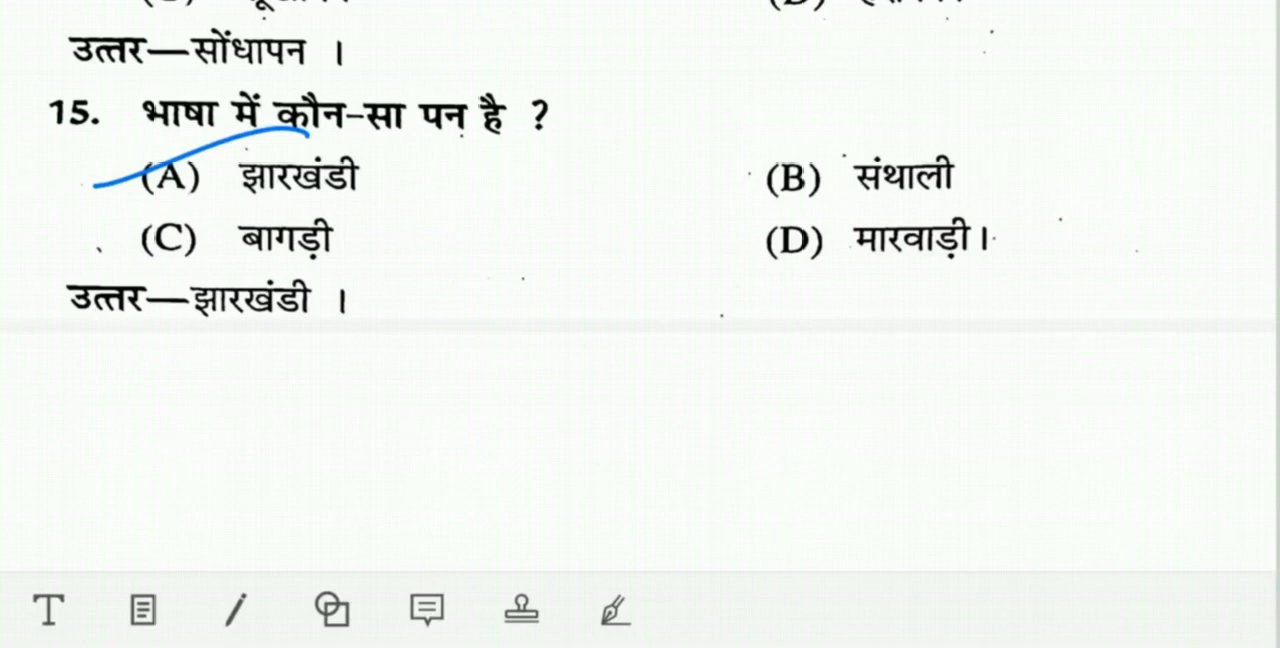 उत्तर—सोंधापन ।
15. भाषा में कौन-सा पन है ?
(A) झारखंडी (B) संथाली
(C) बागड़ी (D) मारवाड़ी।
उत्तर—झारखंडी ।
T